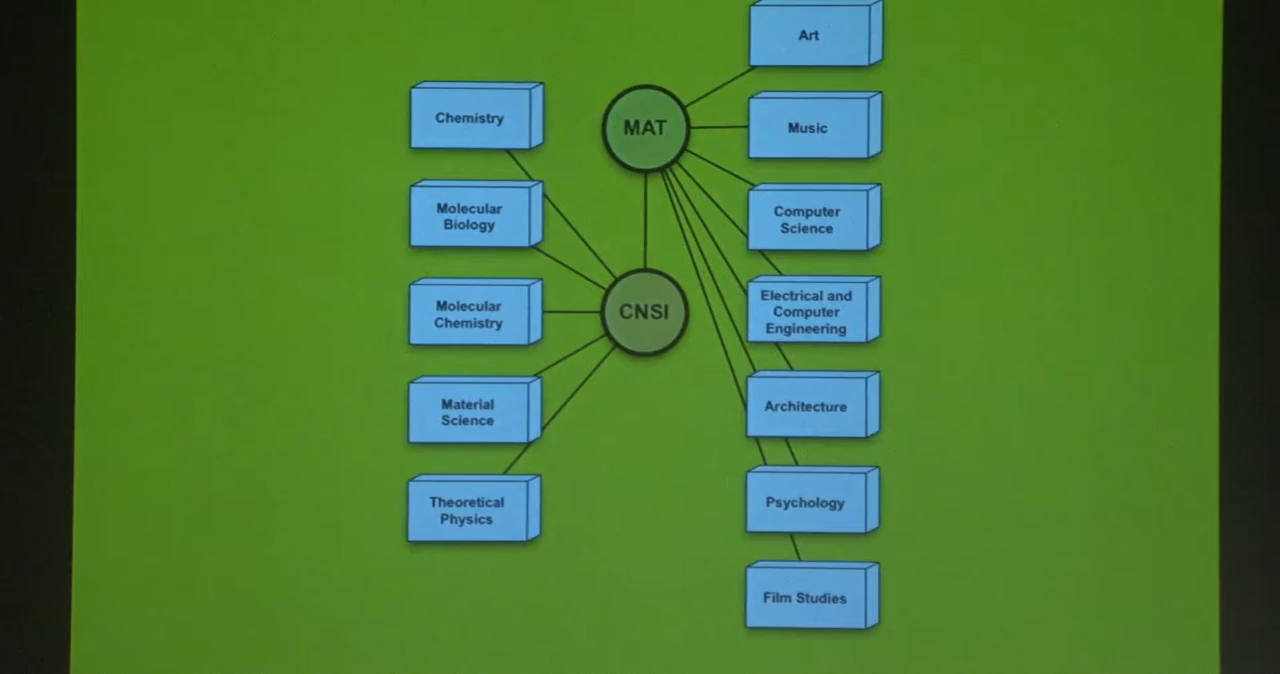 Art
Chemistry
MAT
Music
Molecular
Biology
Computer
Science
Molecular
Chemistry
CNSI
Electrical and
Computer
Engineering
Material
Science
Architecture
Theoretical
Physics
Psychology
Film Studies